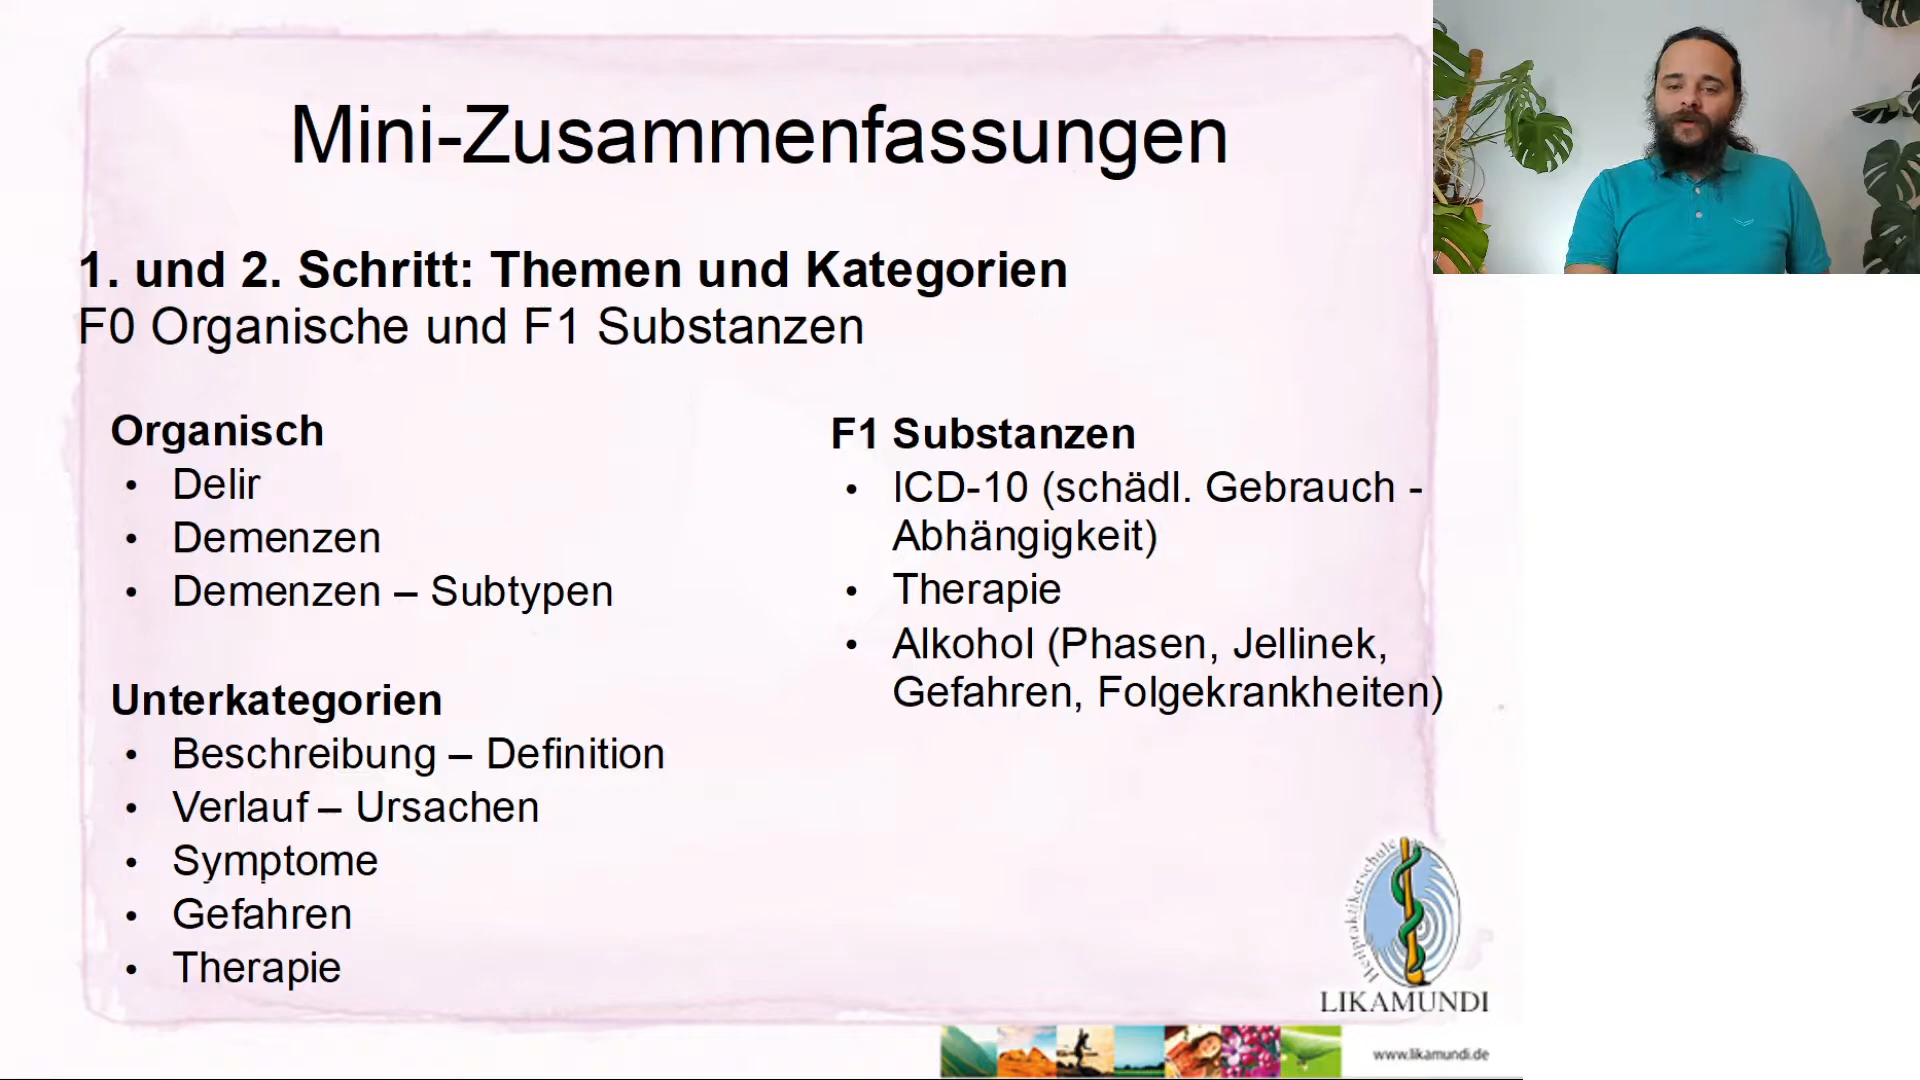 Mini-Zusammenfassungen
1. und 2. Schritt: Themen und Kategorien
F0 Organische und F1 Substanzen
Organisch
• Delir
• Demenzen
• Demenzen – Subtypen
Unterkategorien
• Beschreibung – Definition
• Verlauf – Ursachen
• Symptome
• Gefahren
• Therapie
F1 Substanzen
• ICD-10 (schädl. Gebrauch -
Abhängigkeit)
• Therapie
• Alkohol (Phasen, Jellinek,
Gefahren, Folgekrankheiten)
Heilpraktikerschule
LIKAMUNDI
www.likamundi.de